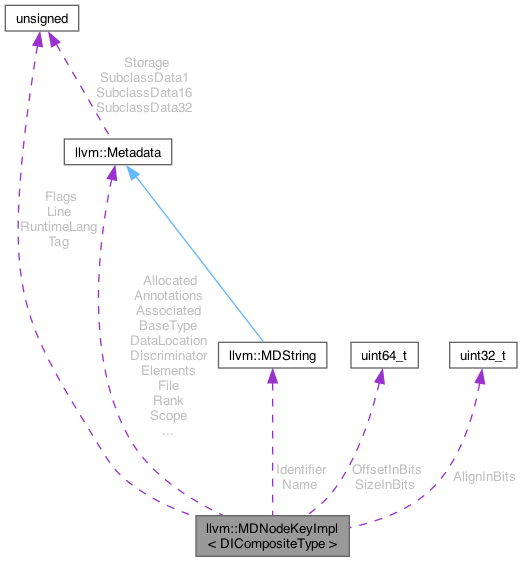 unsigned
Storage
SubclassData1
SubclassData16
SubclassData32
llvm::Metadata
Flags
Line
RuntimeLang
Tag
Allocated
Annotations
Associated
BaseType
DataLocation
Discriminator
Elements
File
Rank
Scope
...
llvm::MDString
uint64_t
uint32_t
Identifier
Name
OffsetInBits
SizeInBits
AlignInBits
llvm::MDNodeKeyImpl
< DICompositeType >